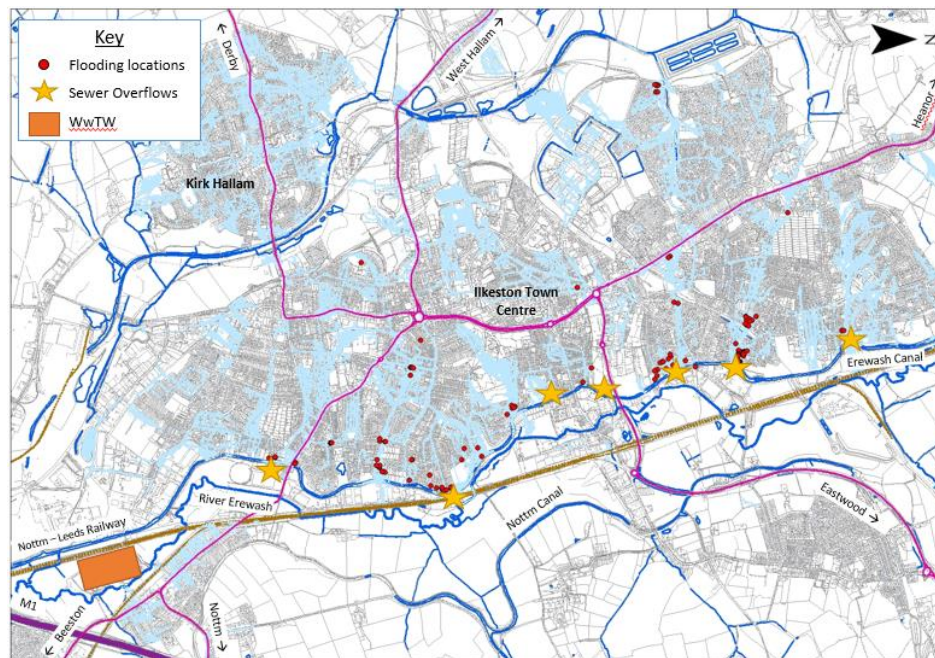 Key
Flooding locations
Sewer Overflows
WwTW
← Derby
West Hallam →
N
Heanor →
Kirk Hallam
Ilkeston Town
Centre
Erewash Canal
River Erewash
Nottm Canal
Eastwood →
Nottm – Leeds Railway
M1
← Beeston
Nottm →